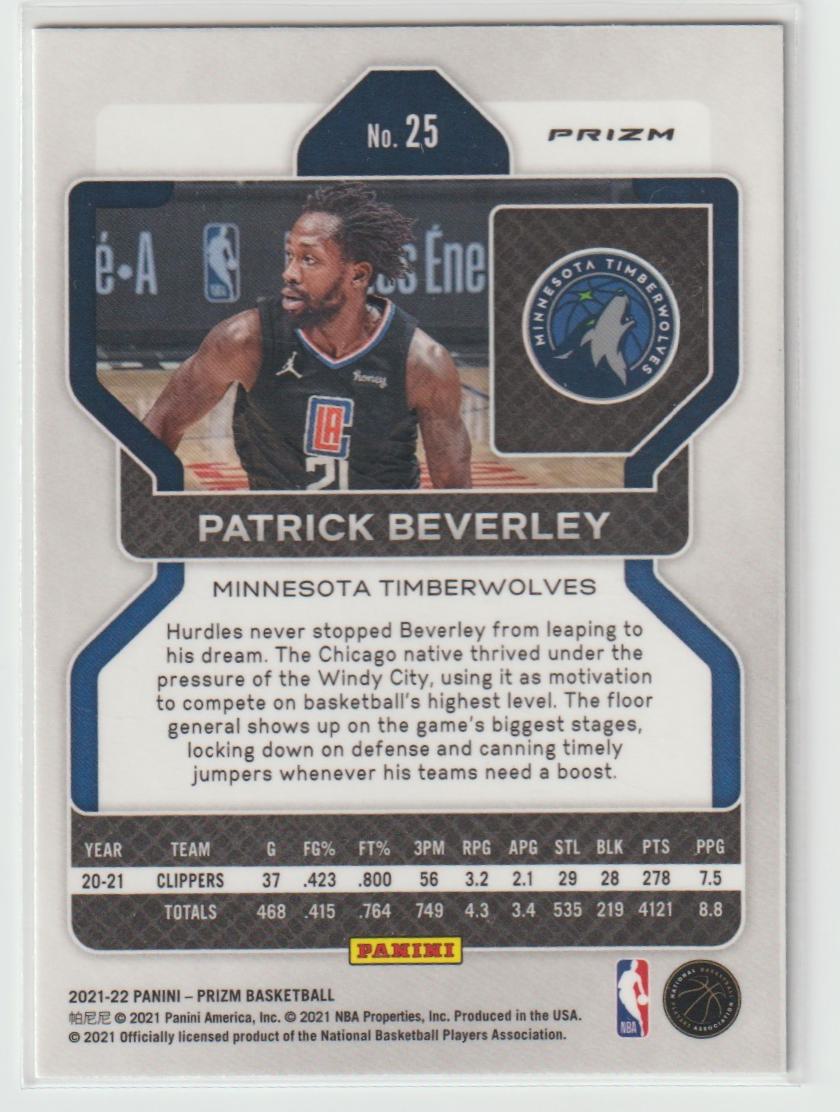 No. 25
PRIZM
é•A
es Éne
MINNESOTA TIMBERWOLVES
honey
LA
21
PATRICK BEVERLEY
MINNESOTA TIMBERWOLVES
Hurdles never stopped Beverley from leaping to
his dream. The Chicago native thrived under the
pressure of the Windy City, using it as motivation
to compete on basketball's highest level. The floor
general shows up on the game's biggest stages,
locking down on defense and canning timely
jumpers whenever his teams need a boost.
YEAR TEAM G FG% FT% 3PM RPG APG STL BLK PTS PPG
20-21 CLIPPERS 37 .423 .800 56 3.2 2.1 29 28 278 7.5
TOTALS 468 .415 .764 749 4.3 3.4 535 219 4121 8.8
PANINI
2021-22 PANINI – PRIZM BASKETBALL
帕尼尼 © 2021 Panini America, Inc. © 2021 NBA Properties, Inc. Produced in the USA.
© 2021 Officially licensed product of the National Basketball Players Association.
NBA
NATIONAL BASKETBALL
PLAYERS ASSOCIATION